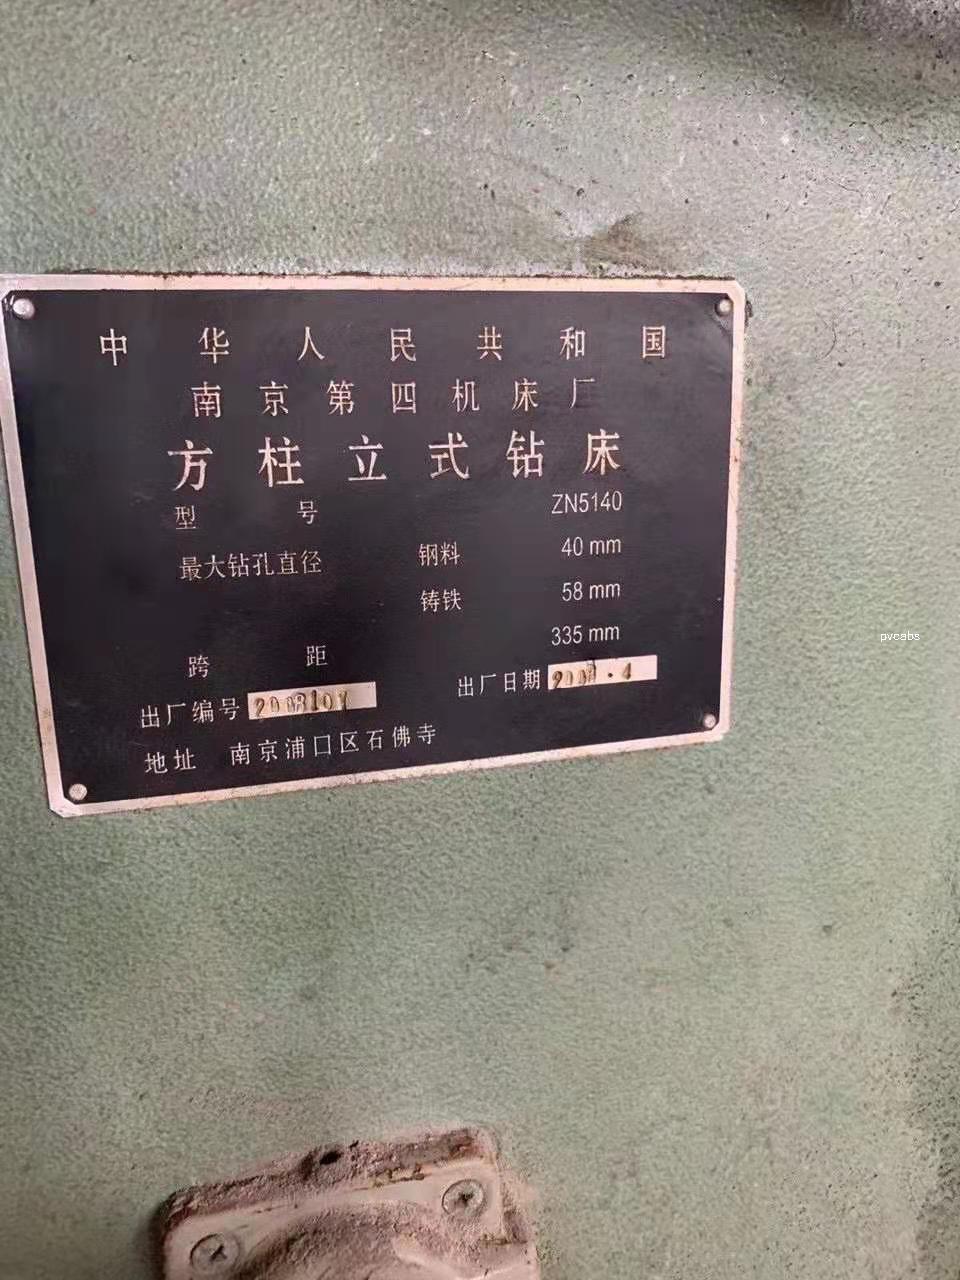 中华人民共和国
南京第四机床厂
方柱立式钻床
型号 ZN5140
最大钻孔直径 钢料 40 mm
铸铁 58 mm
跨距 335 mm
出厂编号 出厂日期
地址 南京浦口区石佛寺
pvcabs